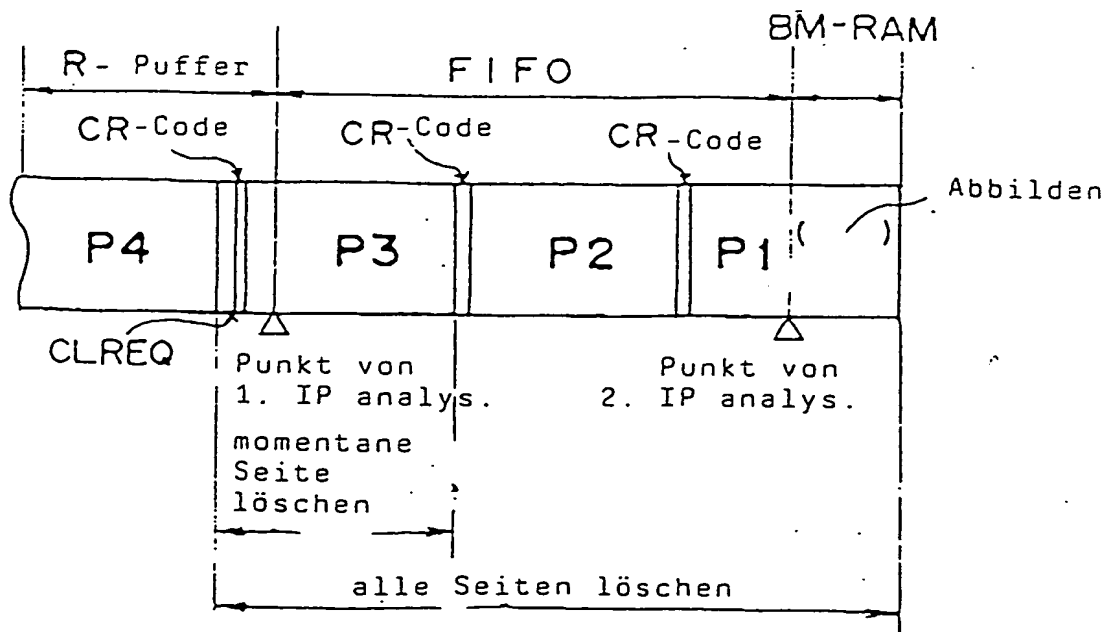 BM-RAM
R- Puffer
FIFO
CR-Code
CR-Code
CR-Code
Abbilden
P4
P3
P2
P1
( )
CLREQ
Punkt von
1. IP analys.
Punkt von
2. IP analys.
momentane
Seite
löschen
alle Seiten löschen